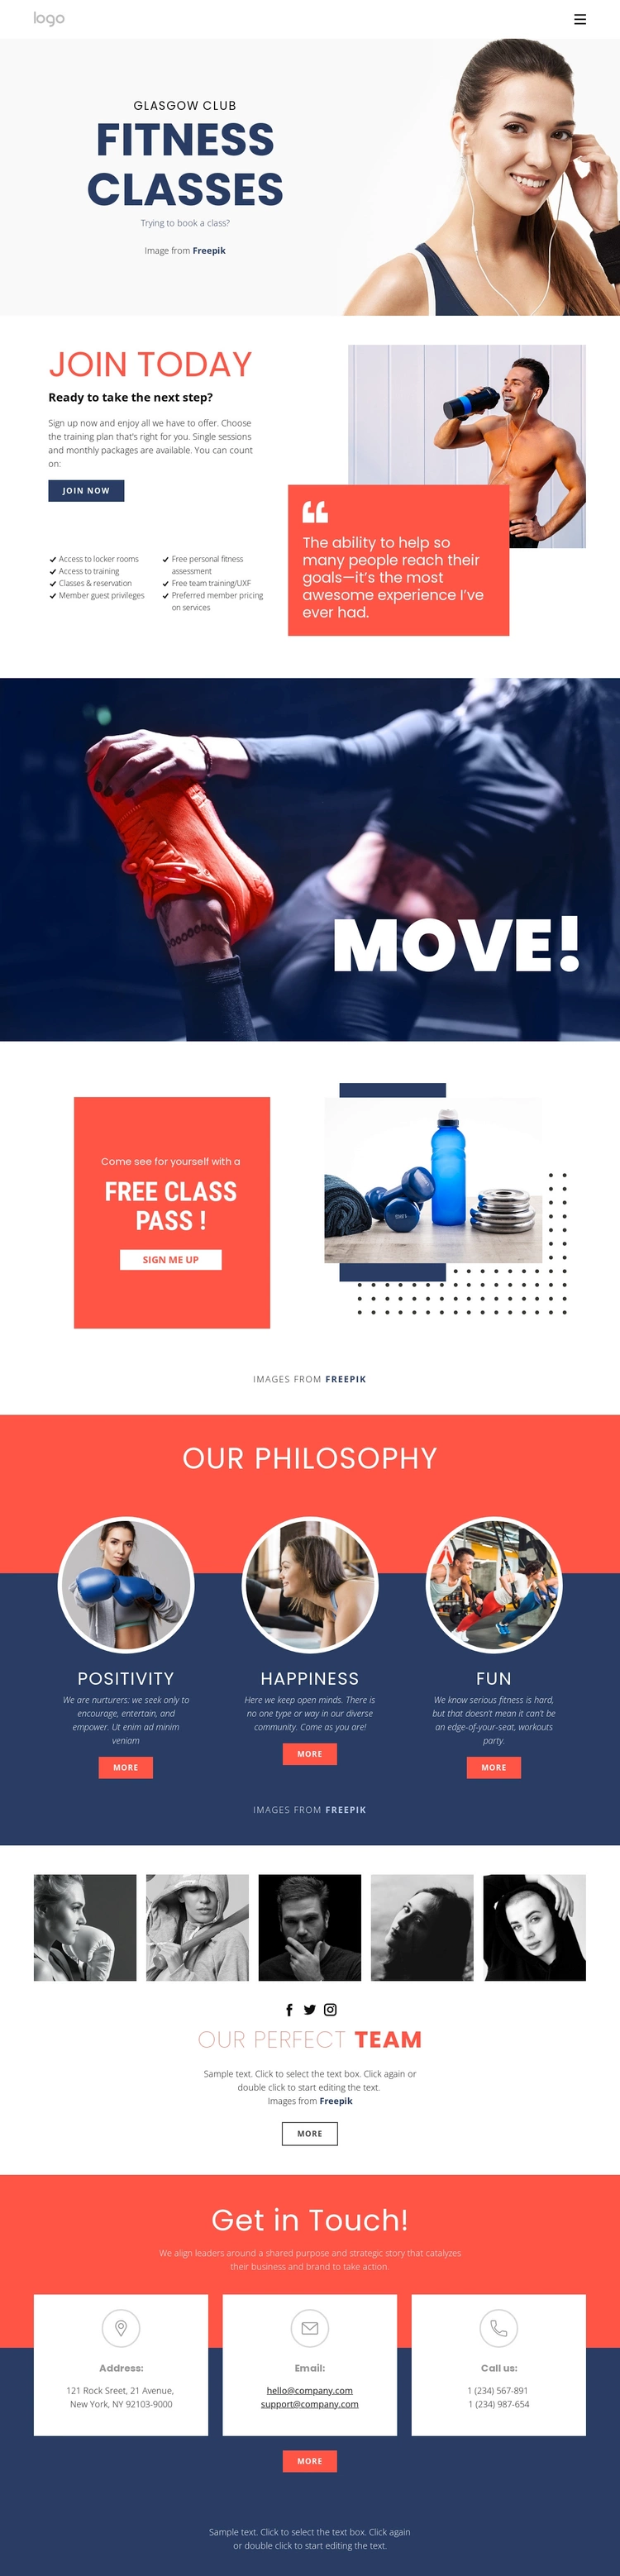 logo
GLASGOW CLUB
FITNESS
CLASSES
Trying to book a class?
Image from Freepik
JOIN TODAY
Ready to take the next step?
Sign up now and enjoy all we have to offer. Choose
the training plan that's right for you. Single sessions
and monthly packages are available. You can count
on:
JOIN NOW
Access to locker rooms
Access to training
Classes & reservation
Member guest privileges
Free personal fitness
assessment
Free team training/UXF
Preferred member pricing
on services
The ability to help so
many people reach their
goals—it's the most
awesome experience I've
ever had.
MOVE!
Come see for yourself with a
FREE CLASS
PASS !
SIGN ME UP
IMAGES FROM FREEPIK
OUR PHILOSOPHY
POSITIVITY
We are nurturers: we seek only to
encourage, entertain, and
empower. Ut enim ad minim
veniam
MORE
HAPPINESS
Here we keep open minds. There is
no one type or way in our diverse
community. Come as you are!
MORE
FUN
We know serious fitness is hard,
but that doesn't mean it can't be
an edge-of-your-seat, workouts
party.
MORE
IMAGES FROM FREEPIK
OUR PERFECT TEAM
Sample text. Click to select the text box. Click again or
double click to start editing the text.
Images from Freepik
MORE
Get in Touch!
We align leaders around a shared purpose and strategic story that catalyzes
their business and brand to take action.
Address:
121 Rock Sreet, 21 Avenue,
New York, NY 92103-9000
Email:
hello@company.com
support@company.com
Call us:
1 (234) 567-891
1 (234) 987-654
MORE
Sample text. Click to select the text box. Click again
or double click to start editing the text.